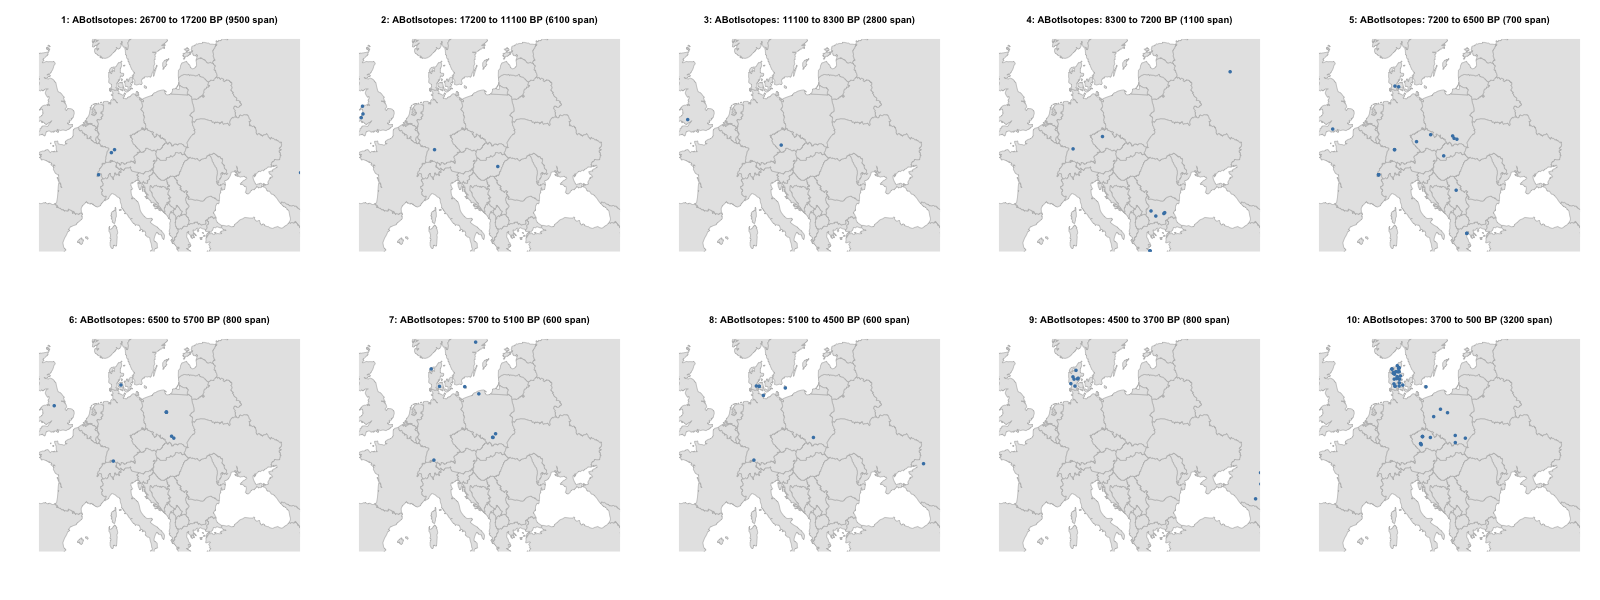 1: ABotIsotopes: 26700 to 17200 BP (9500 span)
2: ABotIsotopes: 17200 to 11100 BP (6100 span)
3: ABotIsotopes: 11100 to 8300 BP (2800 span)
4: ABotIsotopes: 8300 to 7200 BP (1100 span)
5: ABotIsotopes: 7200 to 6500 BP (700 span)
6: ABotIsotopes: 6500 to 5700 BP (800 span)
7: ABotIsotopes: 5700 to 5100 BP (600 span)
8: ABotIsotopes: 5100 to 4500 BP (600 span)
9: ABotIsotopes: 4500 to 3700 BP (800 span)
10: ABotIsotopes: 3700 to 500 BP (3200 span)